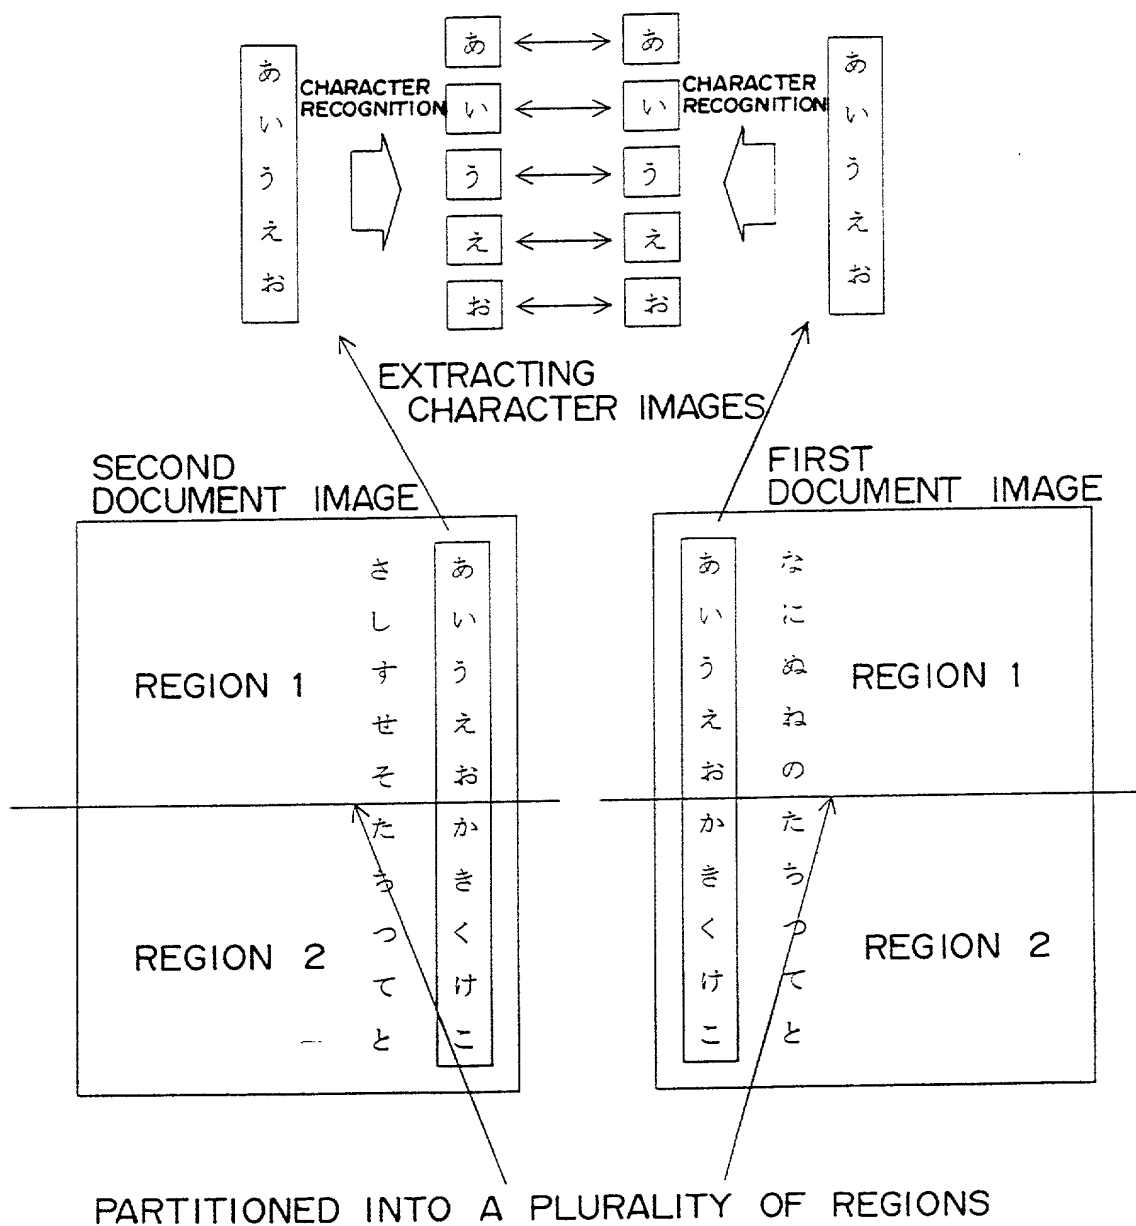 あいうえお
CHARACTER
RECOGNITION
あ
い
う
え
お
あ
い
う
え
お
CHARACTER
RECOGNITION
あいうえお
EXTRACTING
CHARACTER IMAGES
SECOND
DOCUMENT IMAGE
あいうえおかきくけこ
さしすせそたちつてと
REGION 1
REGION 2
FIRST
DOCUMENT IMAGE
なにぬねのたちつてと
あいうえおかきくけこ
REGION 1
REGION 2
PARTITIONED INTO A PLURALITY OF REGIONS